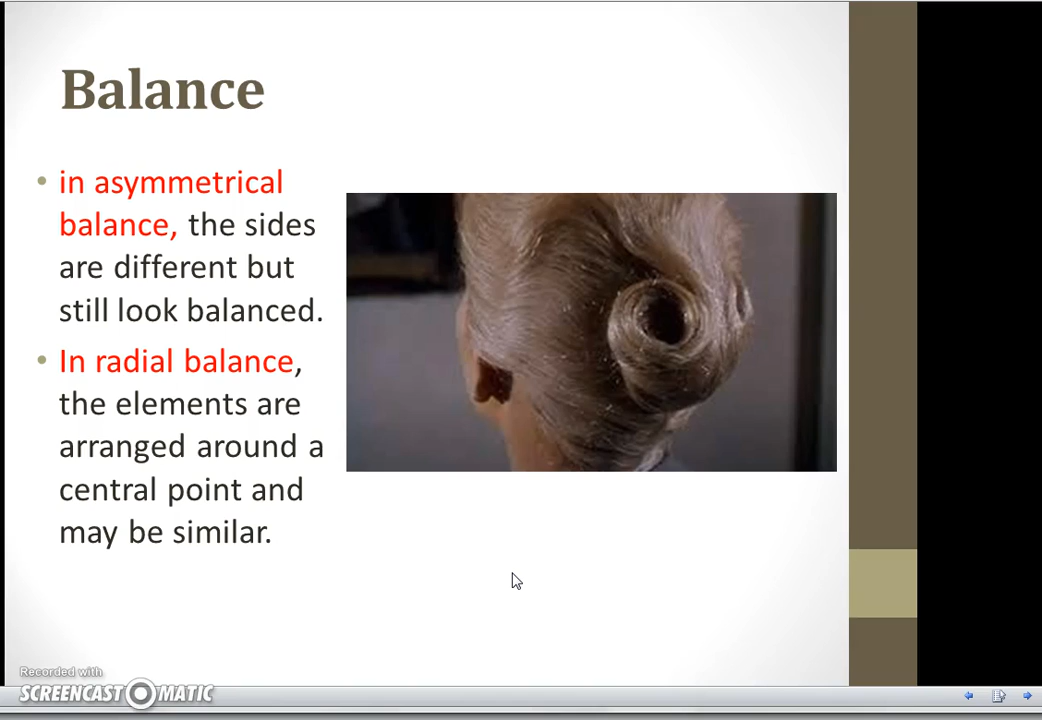 Balance
• in asymmetrical
balance, the sides
are different but
still look balanced.
• In radial balance,
the elements are
arranged around a
central point and
may be similar.
Recorded with
SCREENCAST MATIC